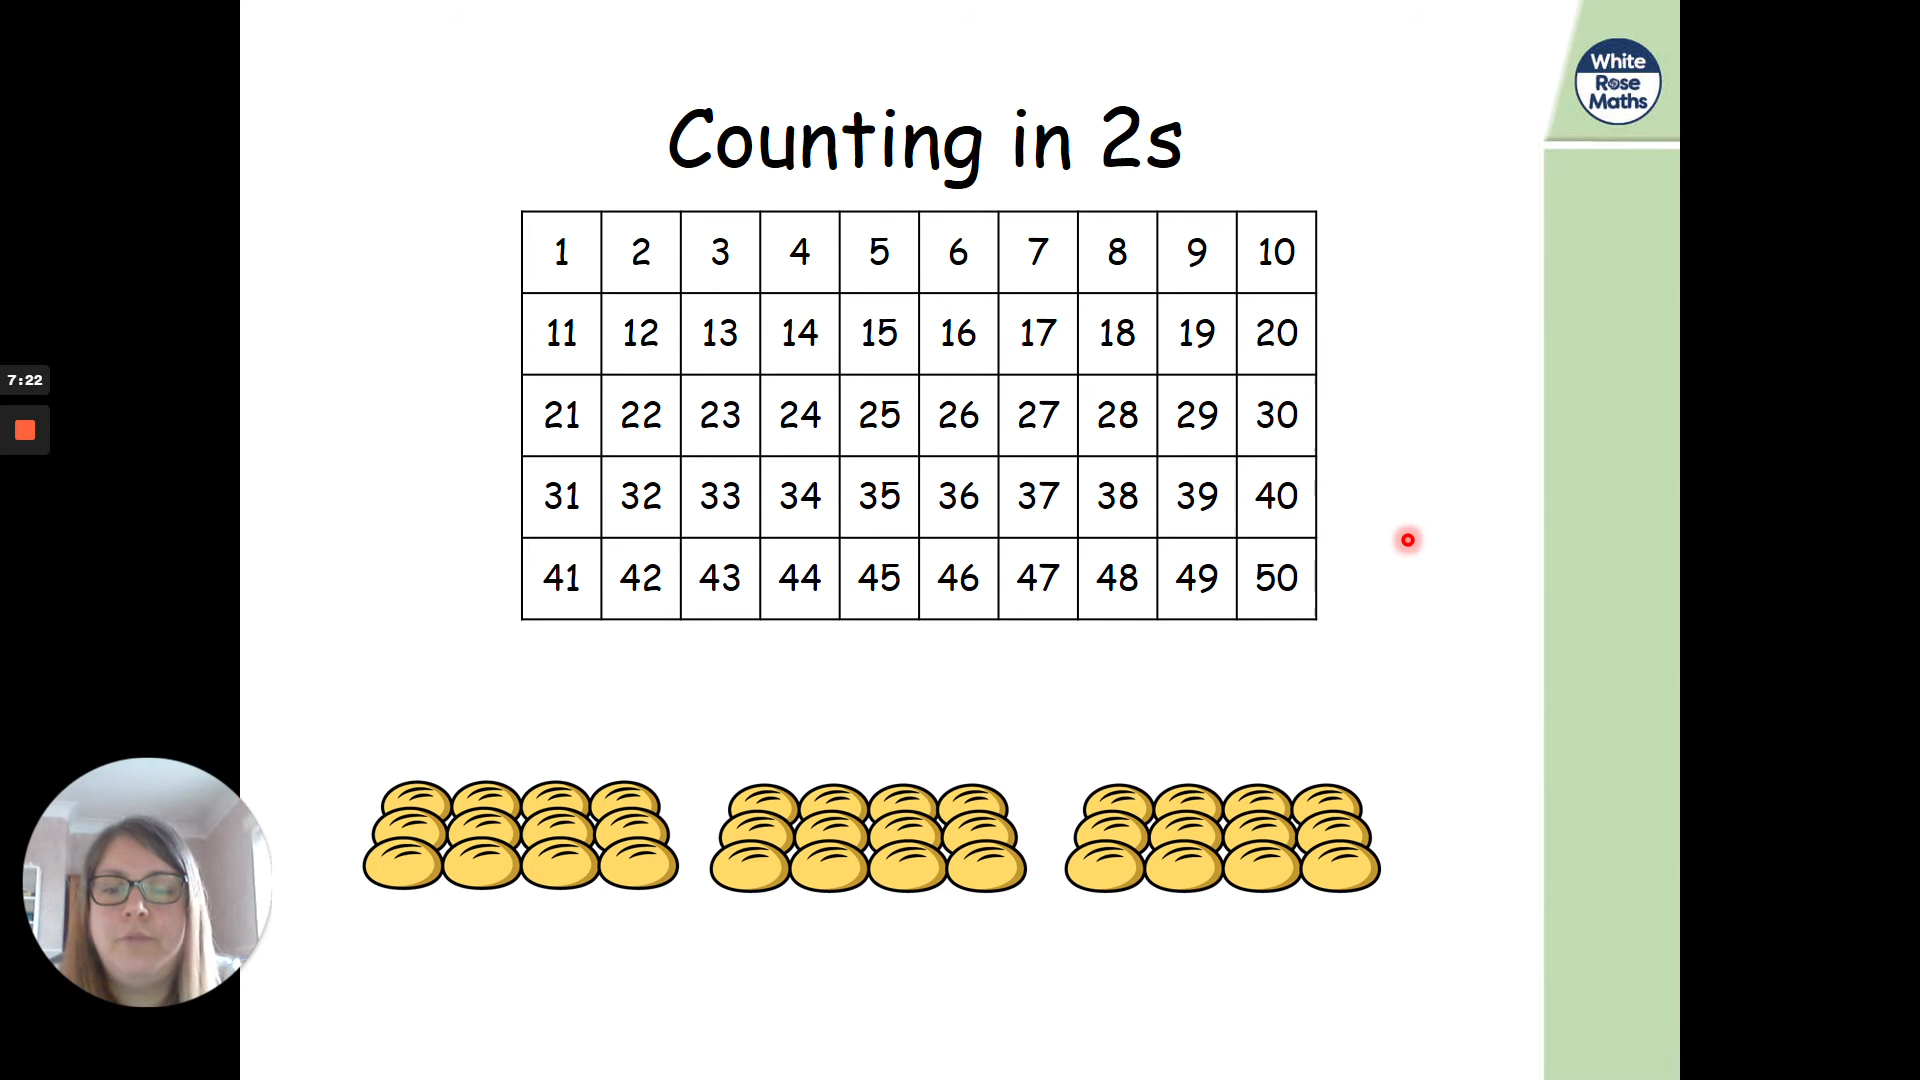 White
Rose
Maths
Counting in 2s
1 2 3 4 5 6 7 8 9 10
11 12 13 14 15 16 17 18 19 20
21 22 23 24 25 26 27 28 29 30
31 32 33 34 35 36 37 38 39 40
41 42 43 44 45 46 47 48 49 50
7:22